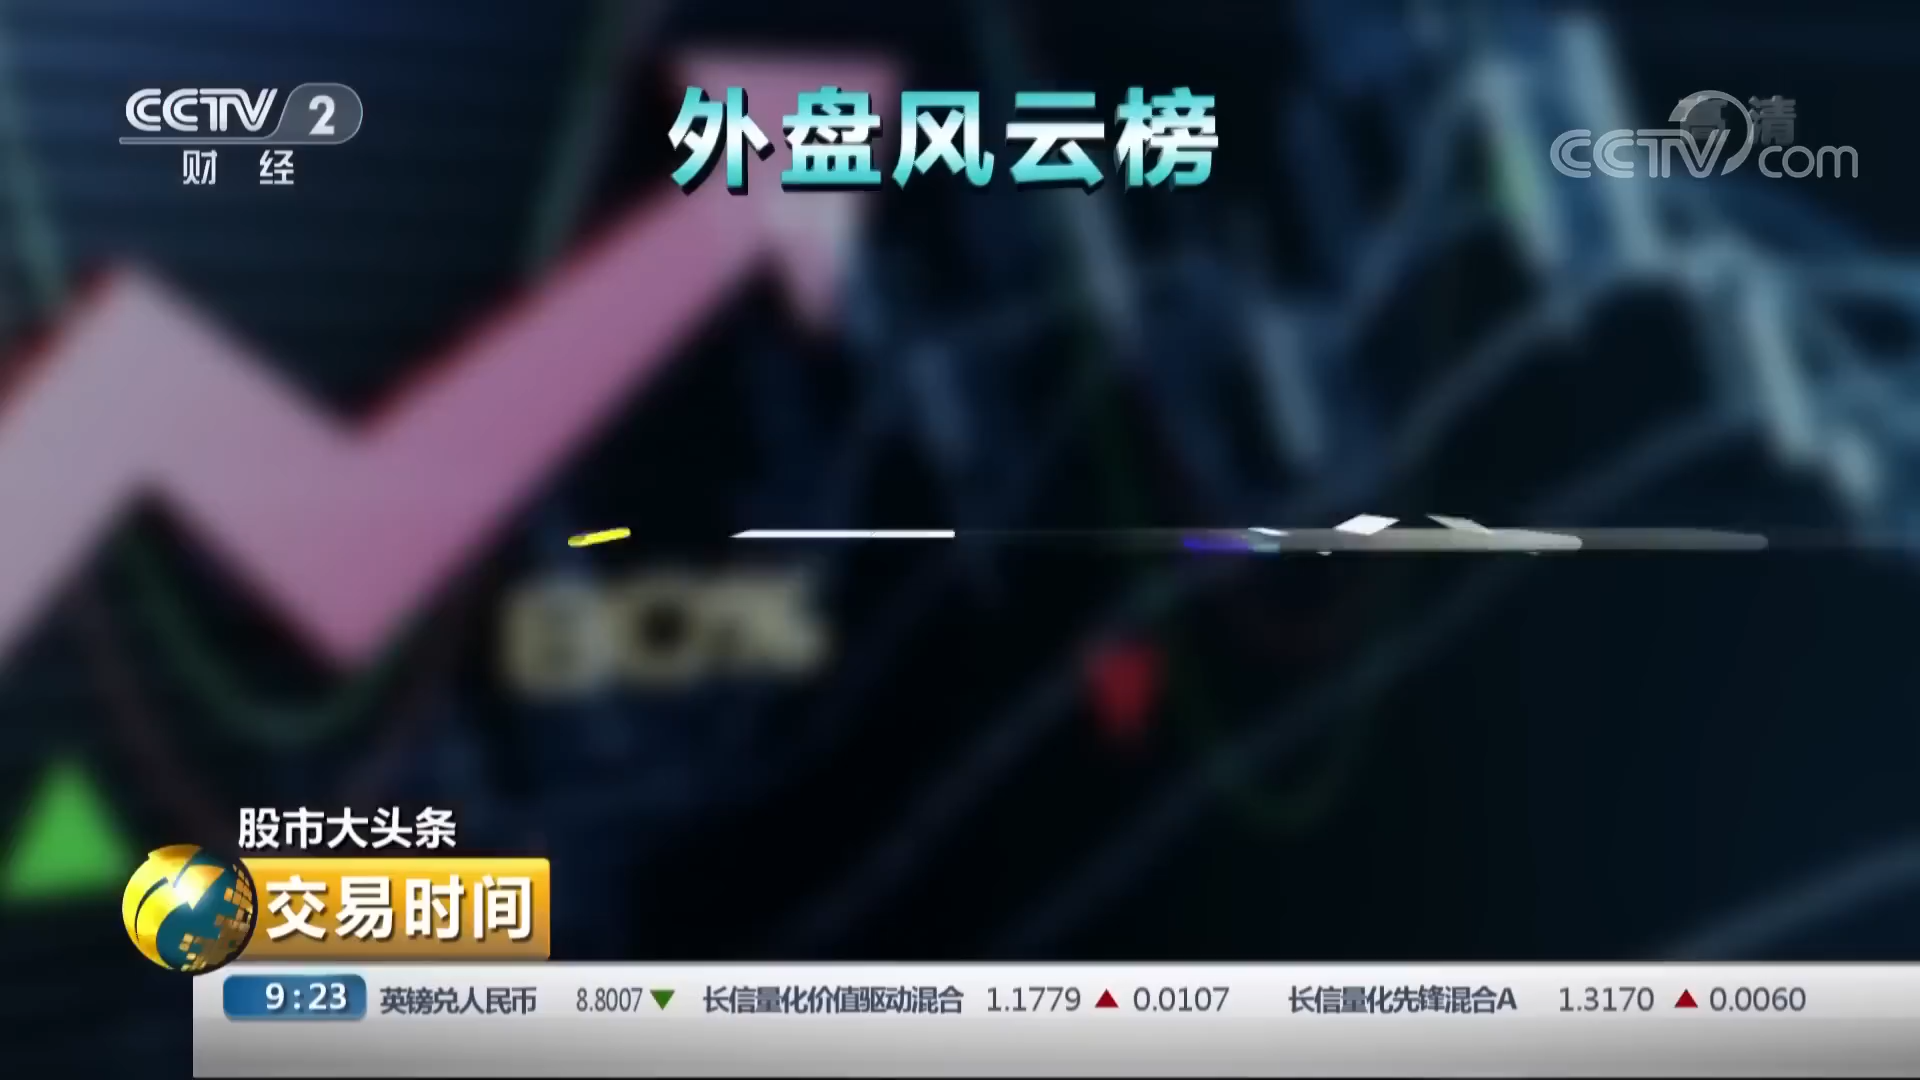 CCTV 2
财 经
外盘风云榜
高清
CCTV.com
股市大头条
交易时间
9:23 英镑兑人民币 8.8007 ▼ 长信量化价值驱动混合 1.1779 ▲ 0.0107 长信量化先锋混合A 1.3170 ▲ 0.0060